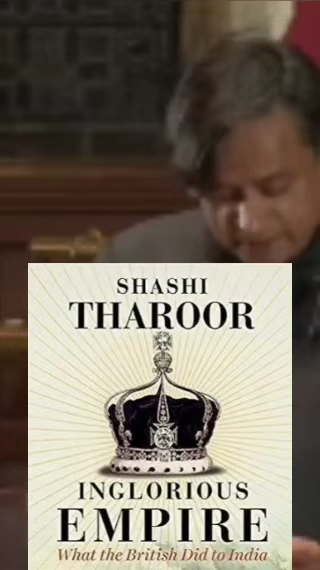 SHASHI
THAROOR
INGLORIOUS
EMPIRE
What the British Did to India